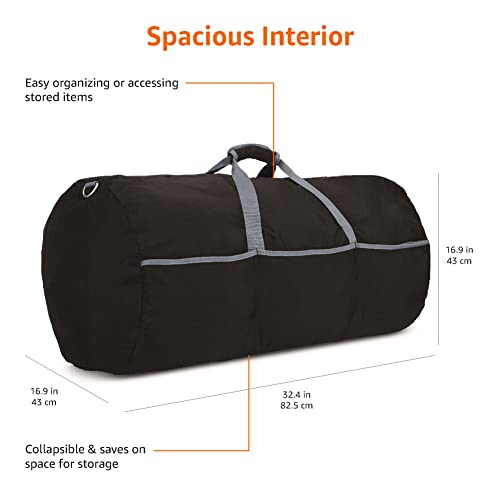 Spacious Interior
Easy organizing or accessing
stored items
16.9 in
43 cm
16.9 in
43 cm
32.4 in
82.5 cm
Collapsible & saves on
space for storage